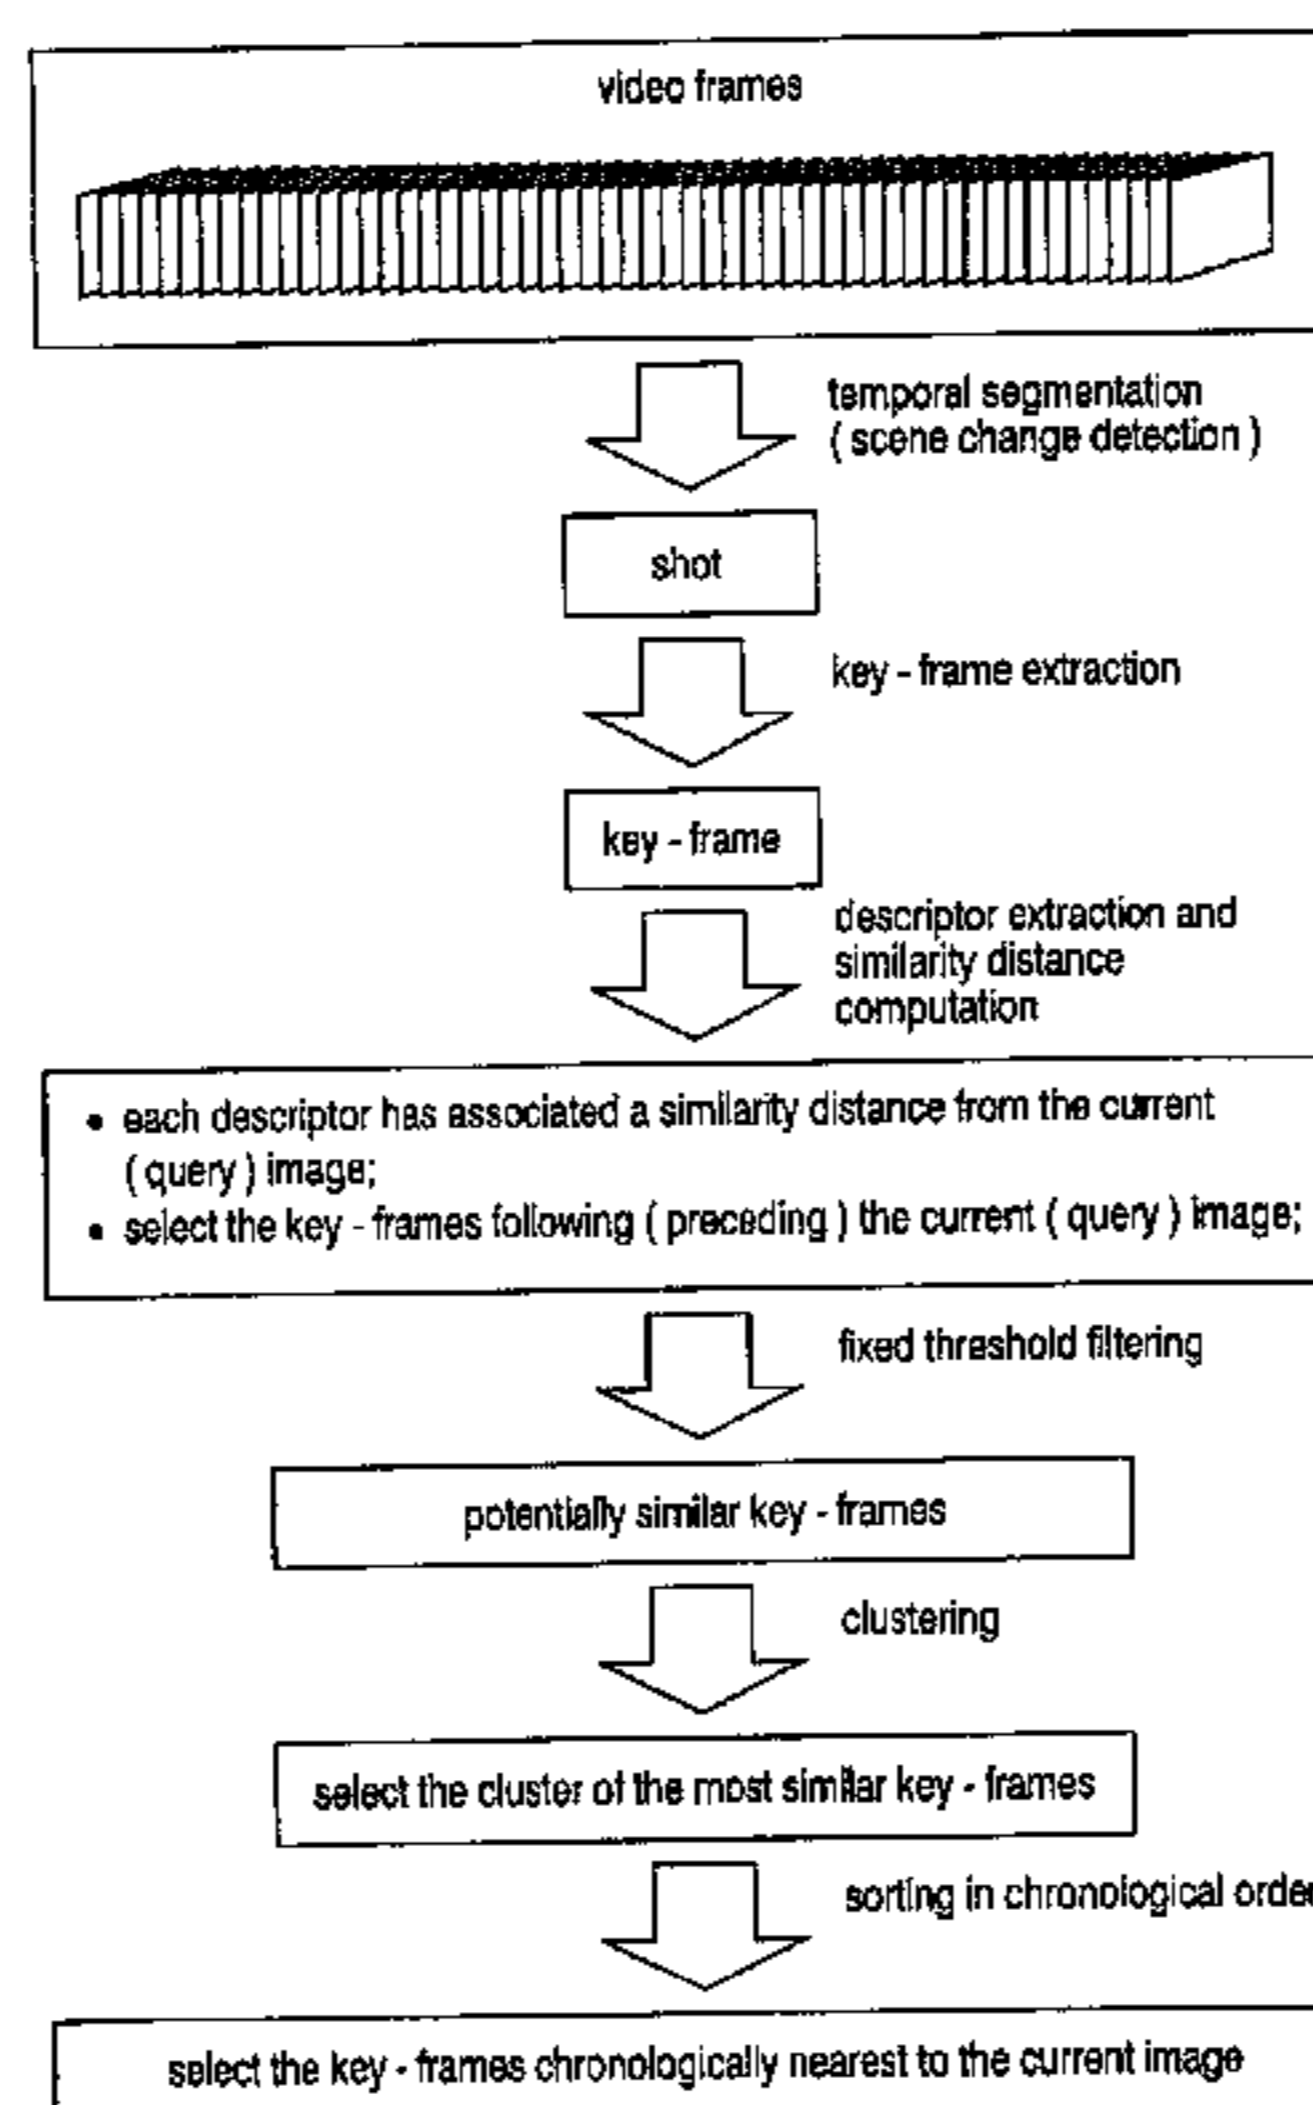 video frames
temporal segmentation
( scene change detection )
shot
key - frame extraction
key - frame
descriptor extraction and
similarity distance
computation
• each descriptor has associated a similarity distance from the current
( query ) image;
• select the key - frames following ( preceding ) the current ( query ) image;
fixed threshold filtering
potentially similar key - frames
clustering
select the cluster of the most similar key - frames
sorting in chronological orde
select the key - frames chronologically nearest to the current image